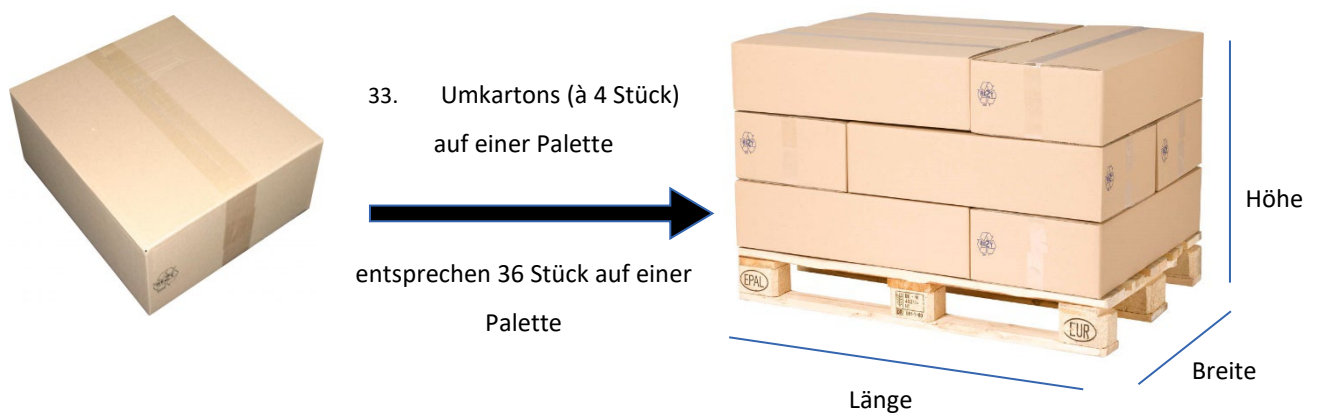 33. Umkartons (à 4 Stück)
auf einer Palette
entsprechen 36 Stück auf einer
Palette
Höhe
Breite
Länge
EPAL
EUR